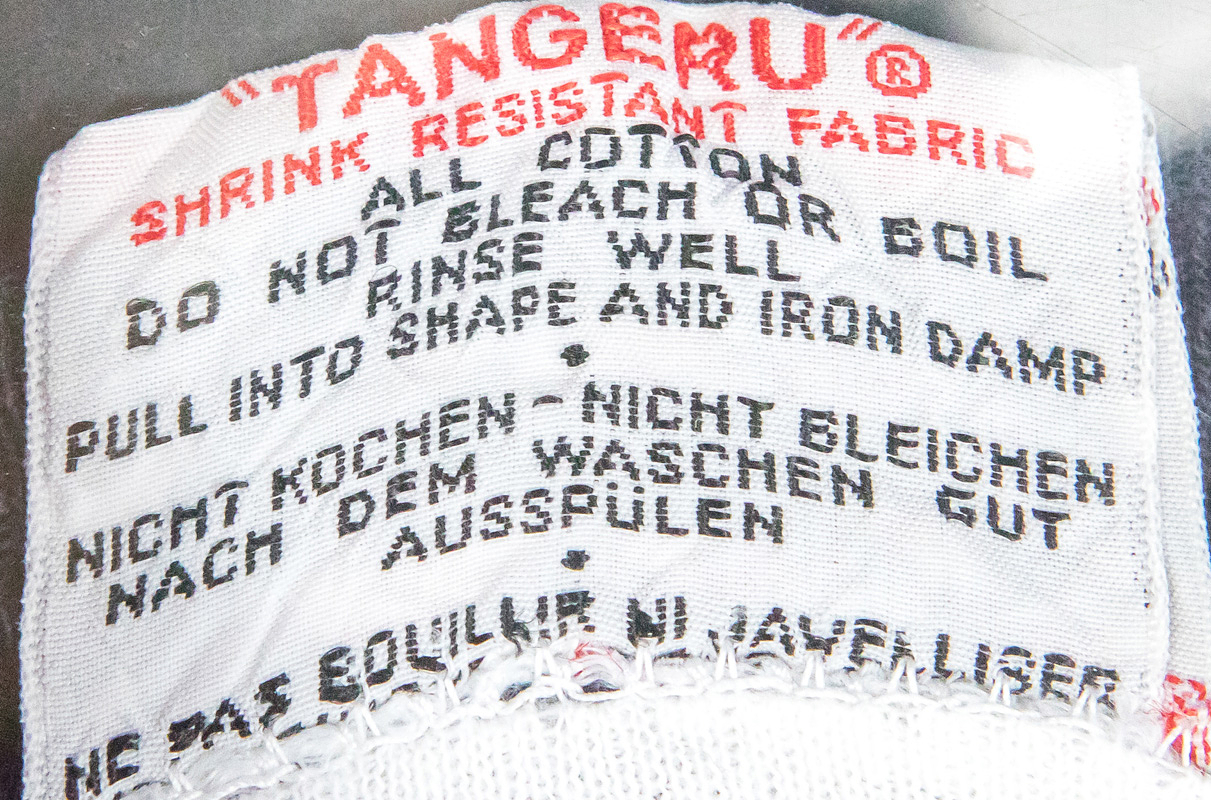 "TANGERU"®
SHRINK RESISTANT FABRIC
ALL COTTON
DO NOT BLEACH OR BOIL
RINSE WELL
PULL INTO SHAPE AND IRON DAMP
NICHT KOCHEN - NICHT BLEICHEN
NACH DEM WASCHEN GUT
AUSSPÜLEN
NE PAS BOUILLIR NI JAVELLISER